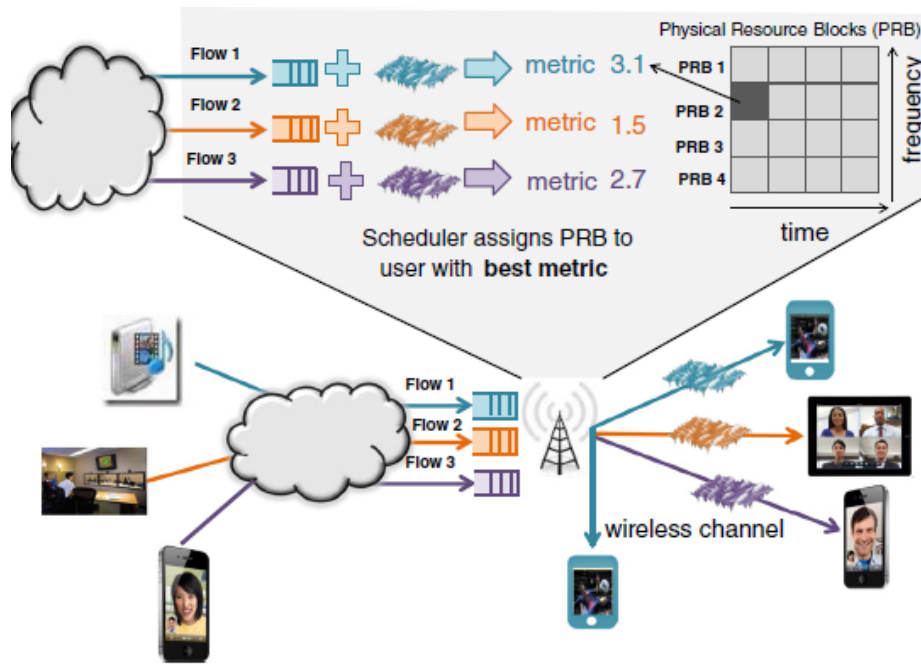 Physical Resource Blocks (PRB)
Flow 1
metric 3.1
PRB 1
Flow 2
metric 1.5
PRB 2
Flow 3
metric 2.7
PRB 3
PRB 4
frequency
time
Scheduler assigns PRB to
user with best metric
Flow 1
Flow 2
Flow 3
wireless channel